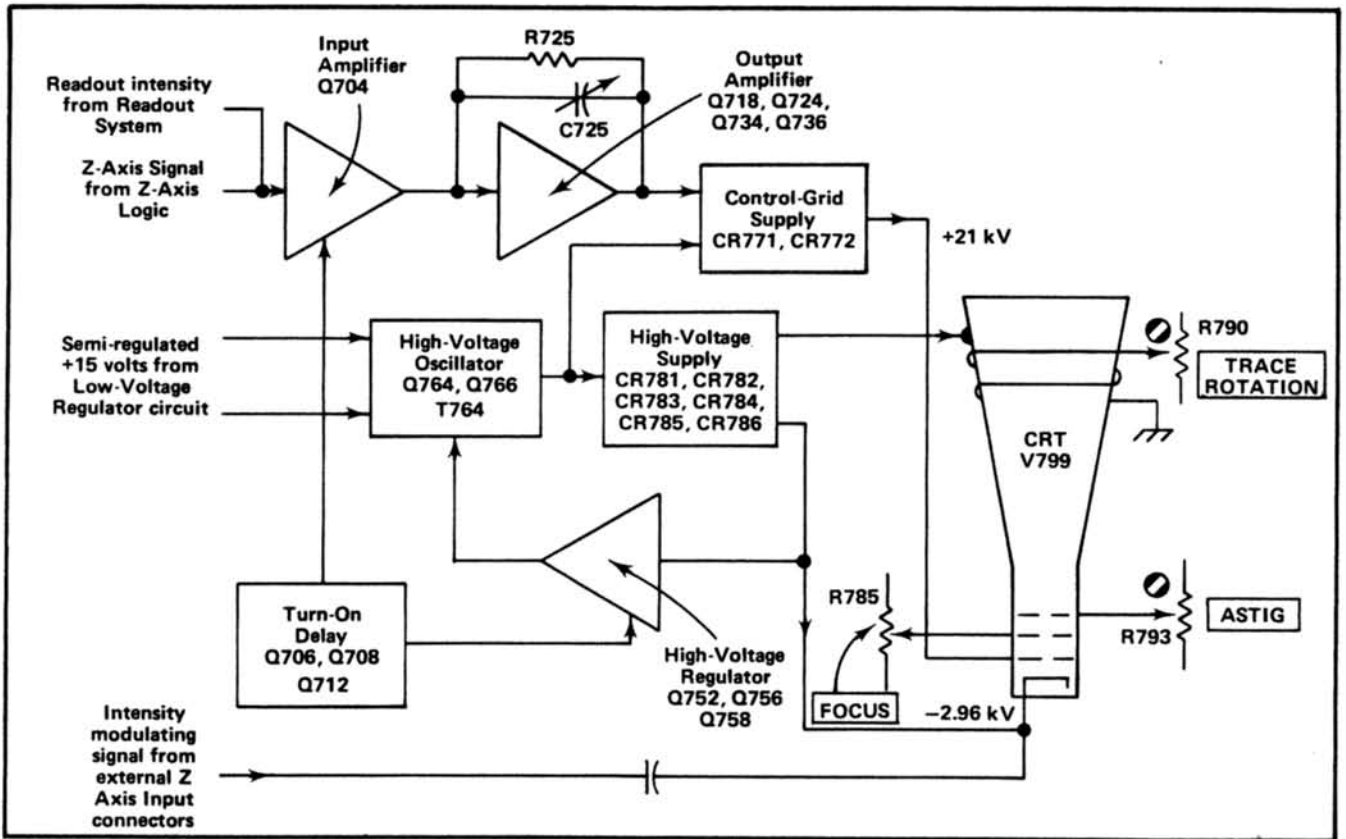 R725
Input
Amplifier
Q704
Output
Amplifier
Q718, Q724,
Q734, Q736
Readout intensity
from Readout
System
C725
Z-Axis Signal
from Z-Axis
Logic
Control-Grid
Supply
CR771, CR772
+21 kV
Semi-regulated
+15 volts from
Low-Voltage
Regulator circuit
High-Voltage
Oscillator
Q764, Q766
T764
High-Voltage
Supply
CR781, CR782,
CR783, CR784,
CR785, CR786
R790
TRACE
ROTATION
CRT
V799
Turn-On
Delay
Q706, Q708
Q712
High-Voltage
Regulator
Q752, Q756
Q758
R785
FOCUS
R793
ASTIG
−2.96 kV
Intensity
modulating
signal from
external Z
Axis Input
connectors